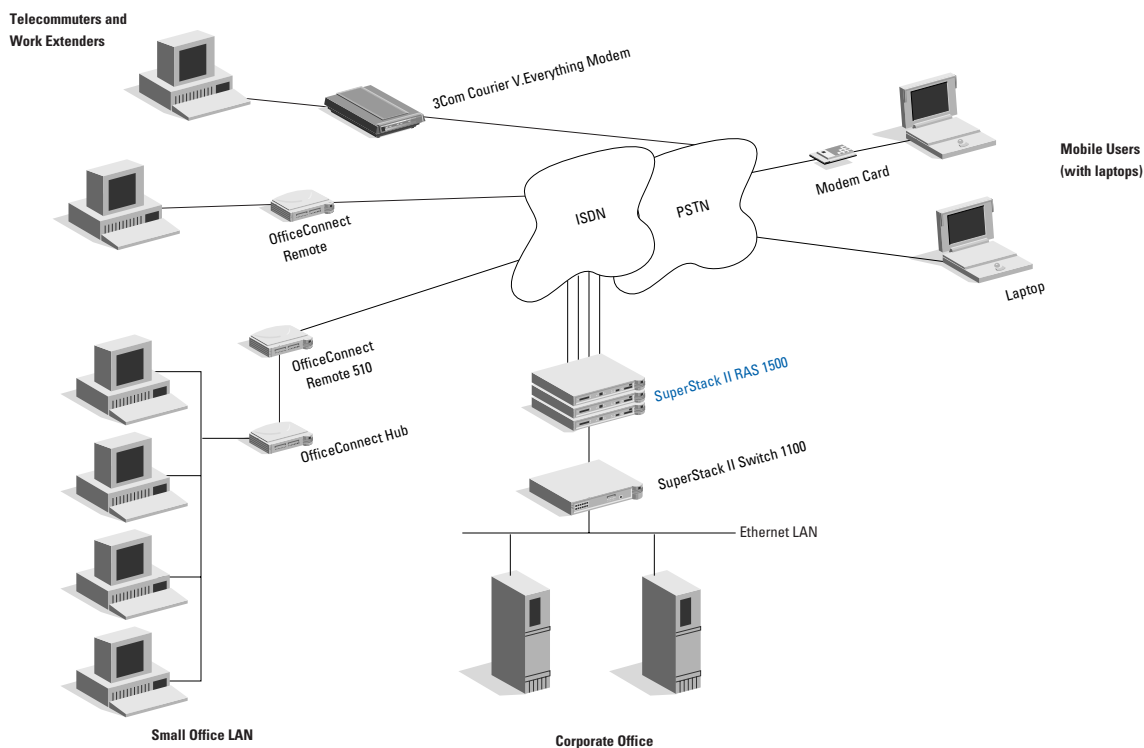 Telecommuters and
Work Extenders
3Com Courier V.Everything Modem
Mobile Users
(with laptops)
Modem Card
ISDN
PSTN
OfficeConnect
Remote
Laptop
OfficeConnect
Remote 510
SuperStack II RAS 1500
OfficeConnect Hub
SuperStack II Switch 1100
Ethernet LAN
Small Office LAN
Corporate Office